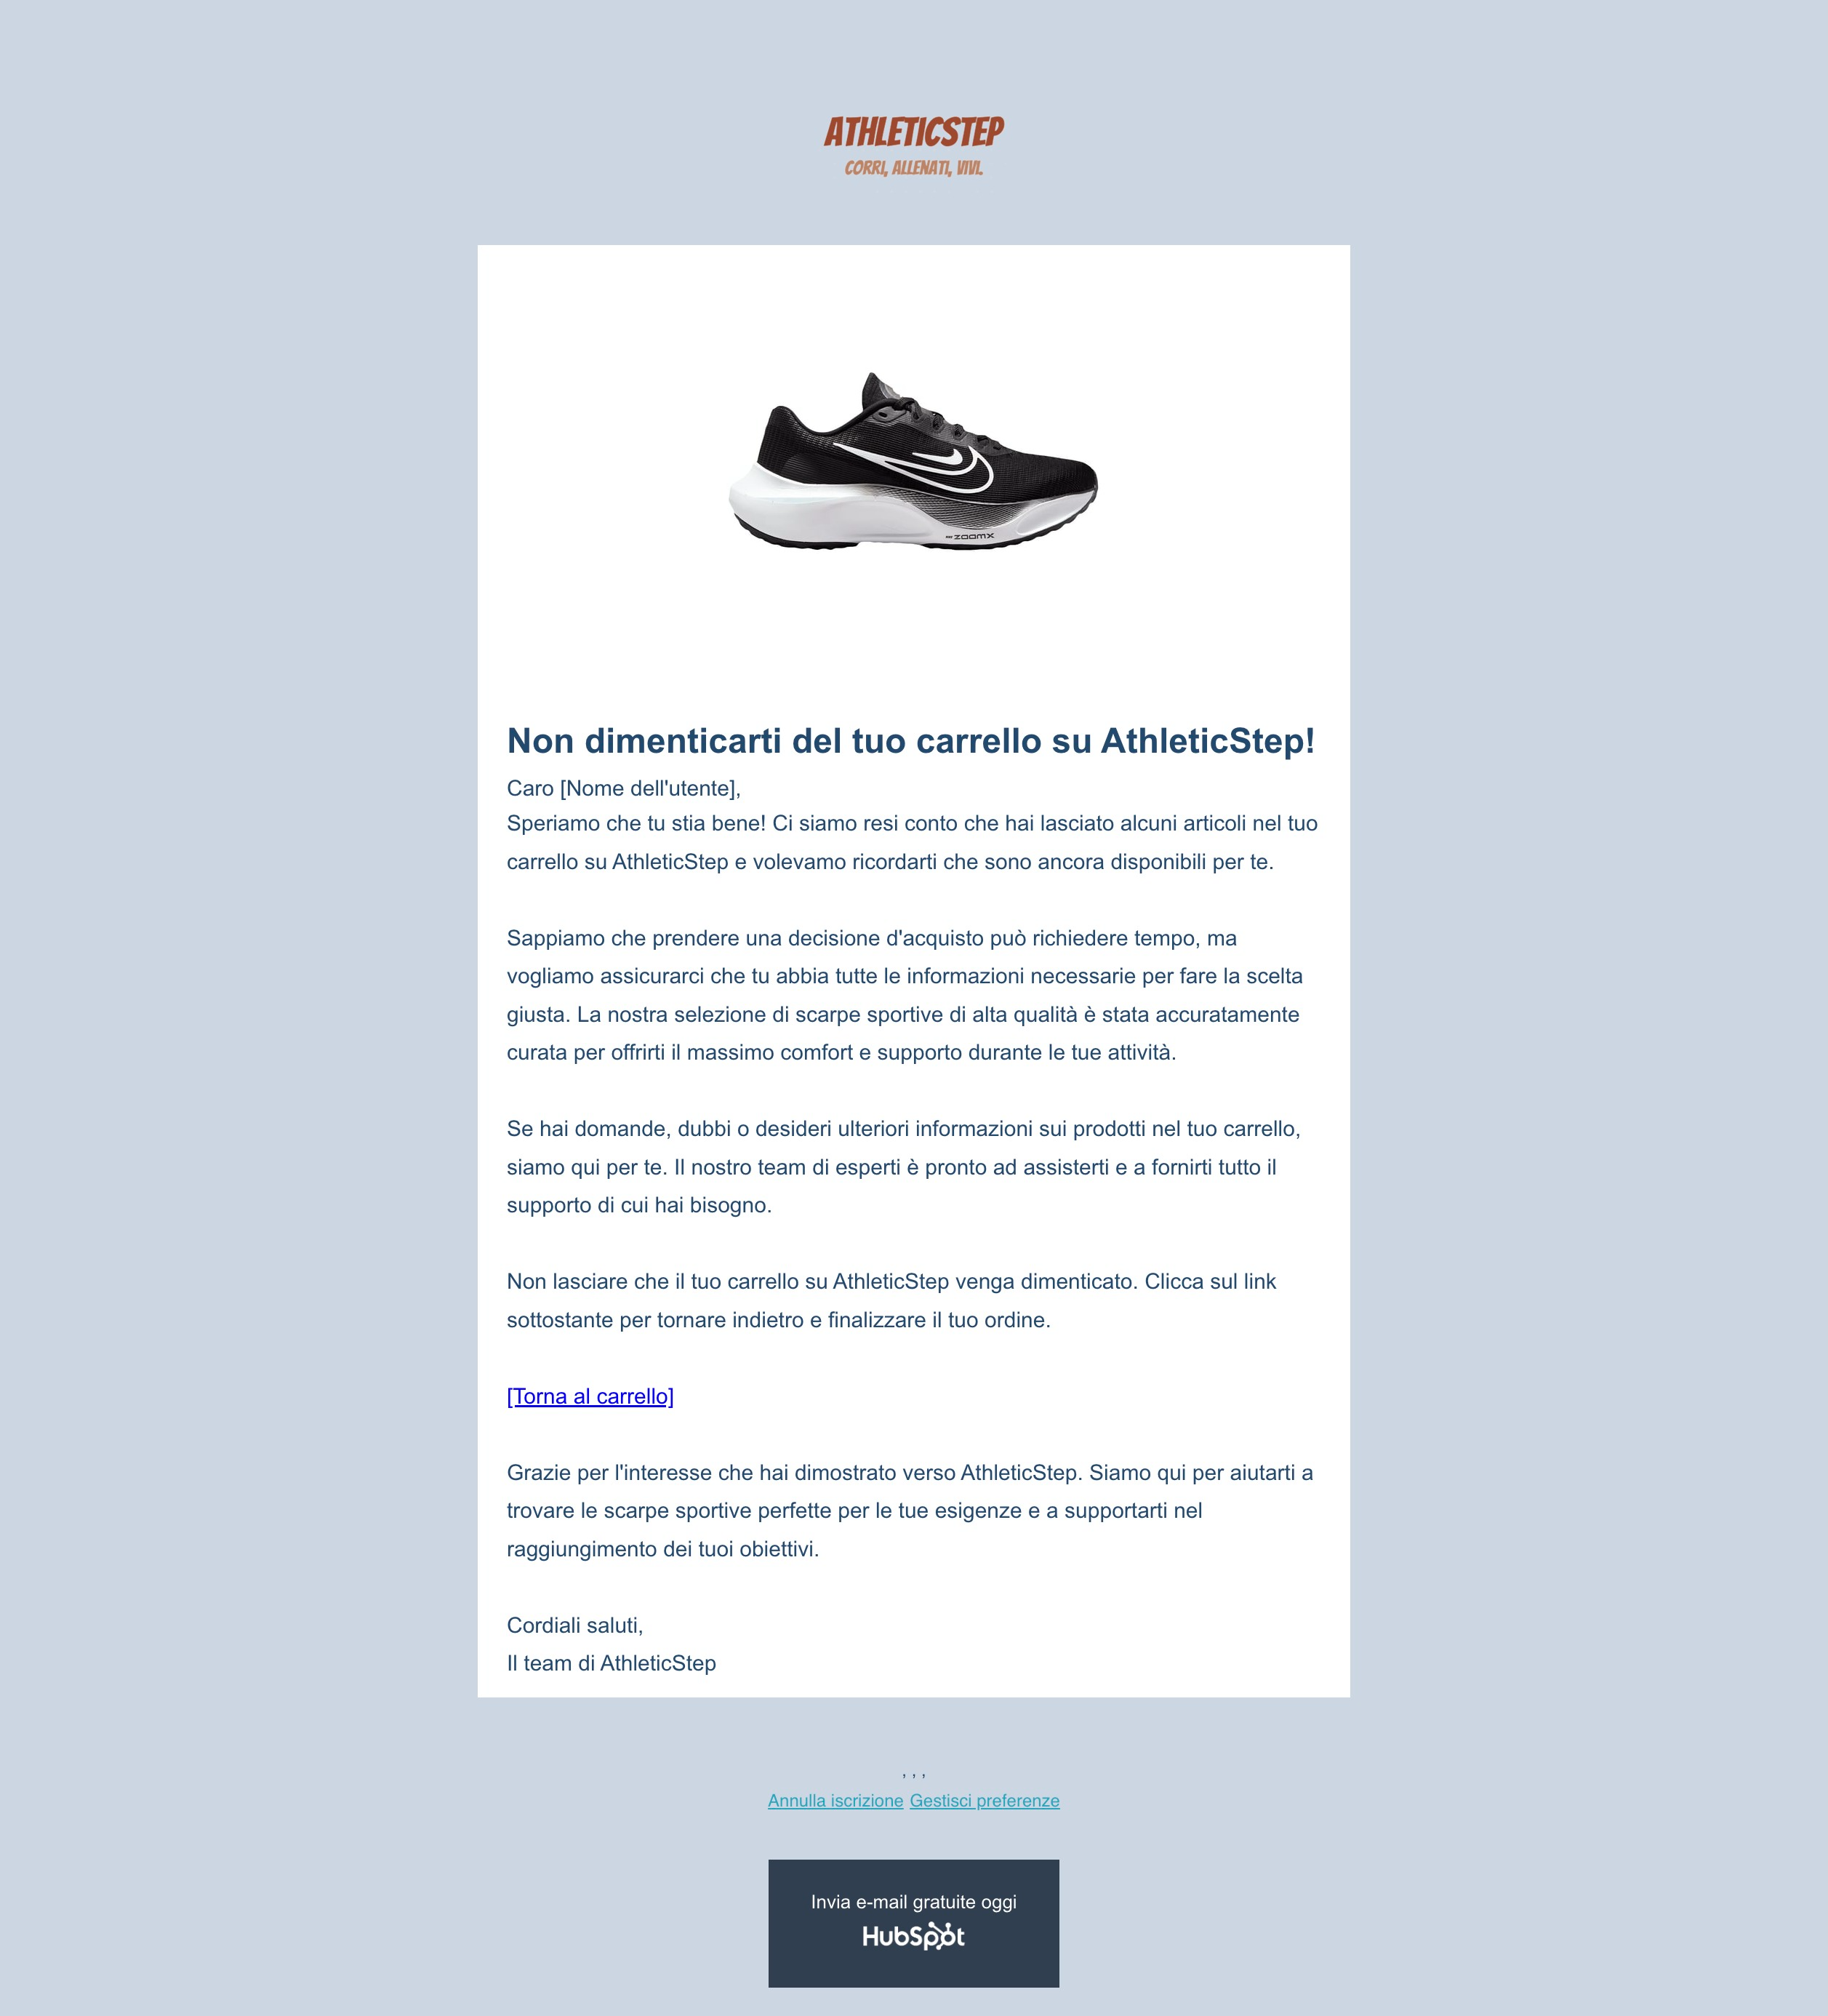 ATHLETICSTEP
CORRI, ALLENATI, VIVI.
ZOOMX
Non dimenticarti del tuo carrello su AthleticStep!
Caro [Nome dell'utente],
Speriamo che tu stia bene! Ci siamo resi conto che hai lasciato alcuni articoli nel tuo
carrello su AthleticStep e volevamo ricordarti che sono ancora disponibili per te.
Sappiamo che prendere una decisione d'acquisto può richiedere tempo, ma
vogliamo assicurarci che tu abbia tutte le informazioni necessarie per fare la scelta
giusta. La nostra selezione di scarpe sportive di alta qualità è stata accuratamente
curata per offrirti il massimo comfort e supporto durante le tue attività.
Se hai domande, dubbi o desideri ulteriori informazioni sui prodotti nel tuo carrello,
siamo qui per te. Il nostro team di esperti è pronto ad assisterti e a fornirti tutto il
supporto di cui hai bisogno.
Non lasciare che il tuo carrello su AthleticStep venga dimenticato. Clicca sul link
sottostante per tornare indietro e finalizzare il tuo ordine.
[Torna al carrello]
Grazie per l'interesse che hai dimostrato verso AthleticStep. Siamo qui per aiutarti a
trovare le scarpe sportive perfette per le tue esigenze e a supportarti nel
raggiungimento dei tuoi obiettivi.
Cordiali saluti,
Il team di AthleticStep
, , ,
Annulla iscrizione Gestisci preferenze
Invia e-mail gratuite oggi
HubSpot